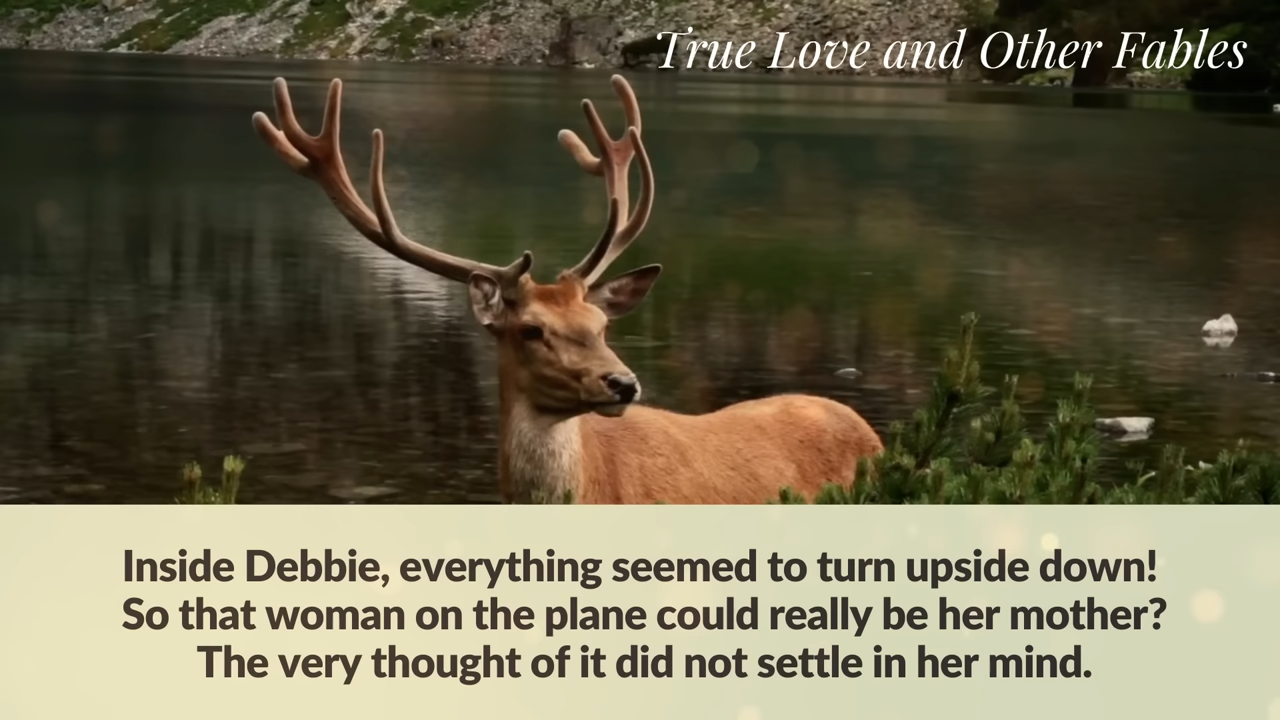 True Love and Other Fables
Inside Debbie, everything seemed to turn upside down!
So that woman on the plane could really be her mother?
The very thought of it did not settle in her mind.